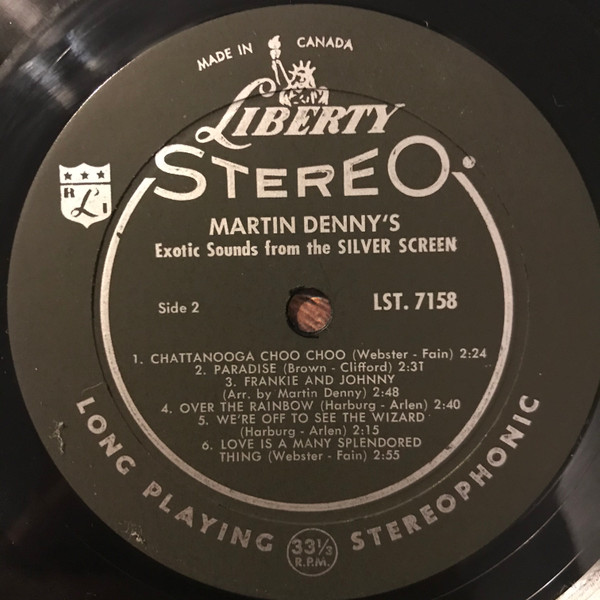 MADE IN CANADA
LIBERTY
STEREO
R L I
MARTIN DENNY'S
Exotic Sounds from the SILVER SCREEN
Side 2
LST. 7158
1. CHATTANOOGA CHOO CHOO (Webster - Fain) 2:24
2. PARADISE (Brown - Clifford) 2:31
3. FRANKIE AND JOHNNY
(Arr. by Martin Denny) 2:48
4. OVER THE RAINBOW (Harburg - Arlen) 2:40
5. WE'RE OFF TO SEE THE WIZARD
(Harburg - Arlen) 2:15
6. LOVE IS A MANY SPLENDORED
THING (Webster - Fain) 2:55
LONG PLAYING STEREOPHONIC
33⅓
R.P.M.